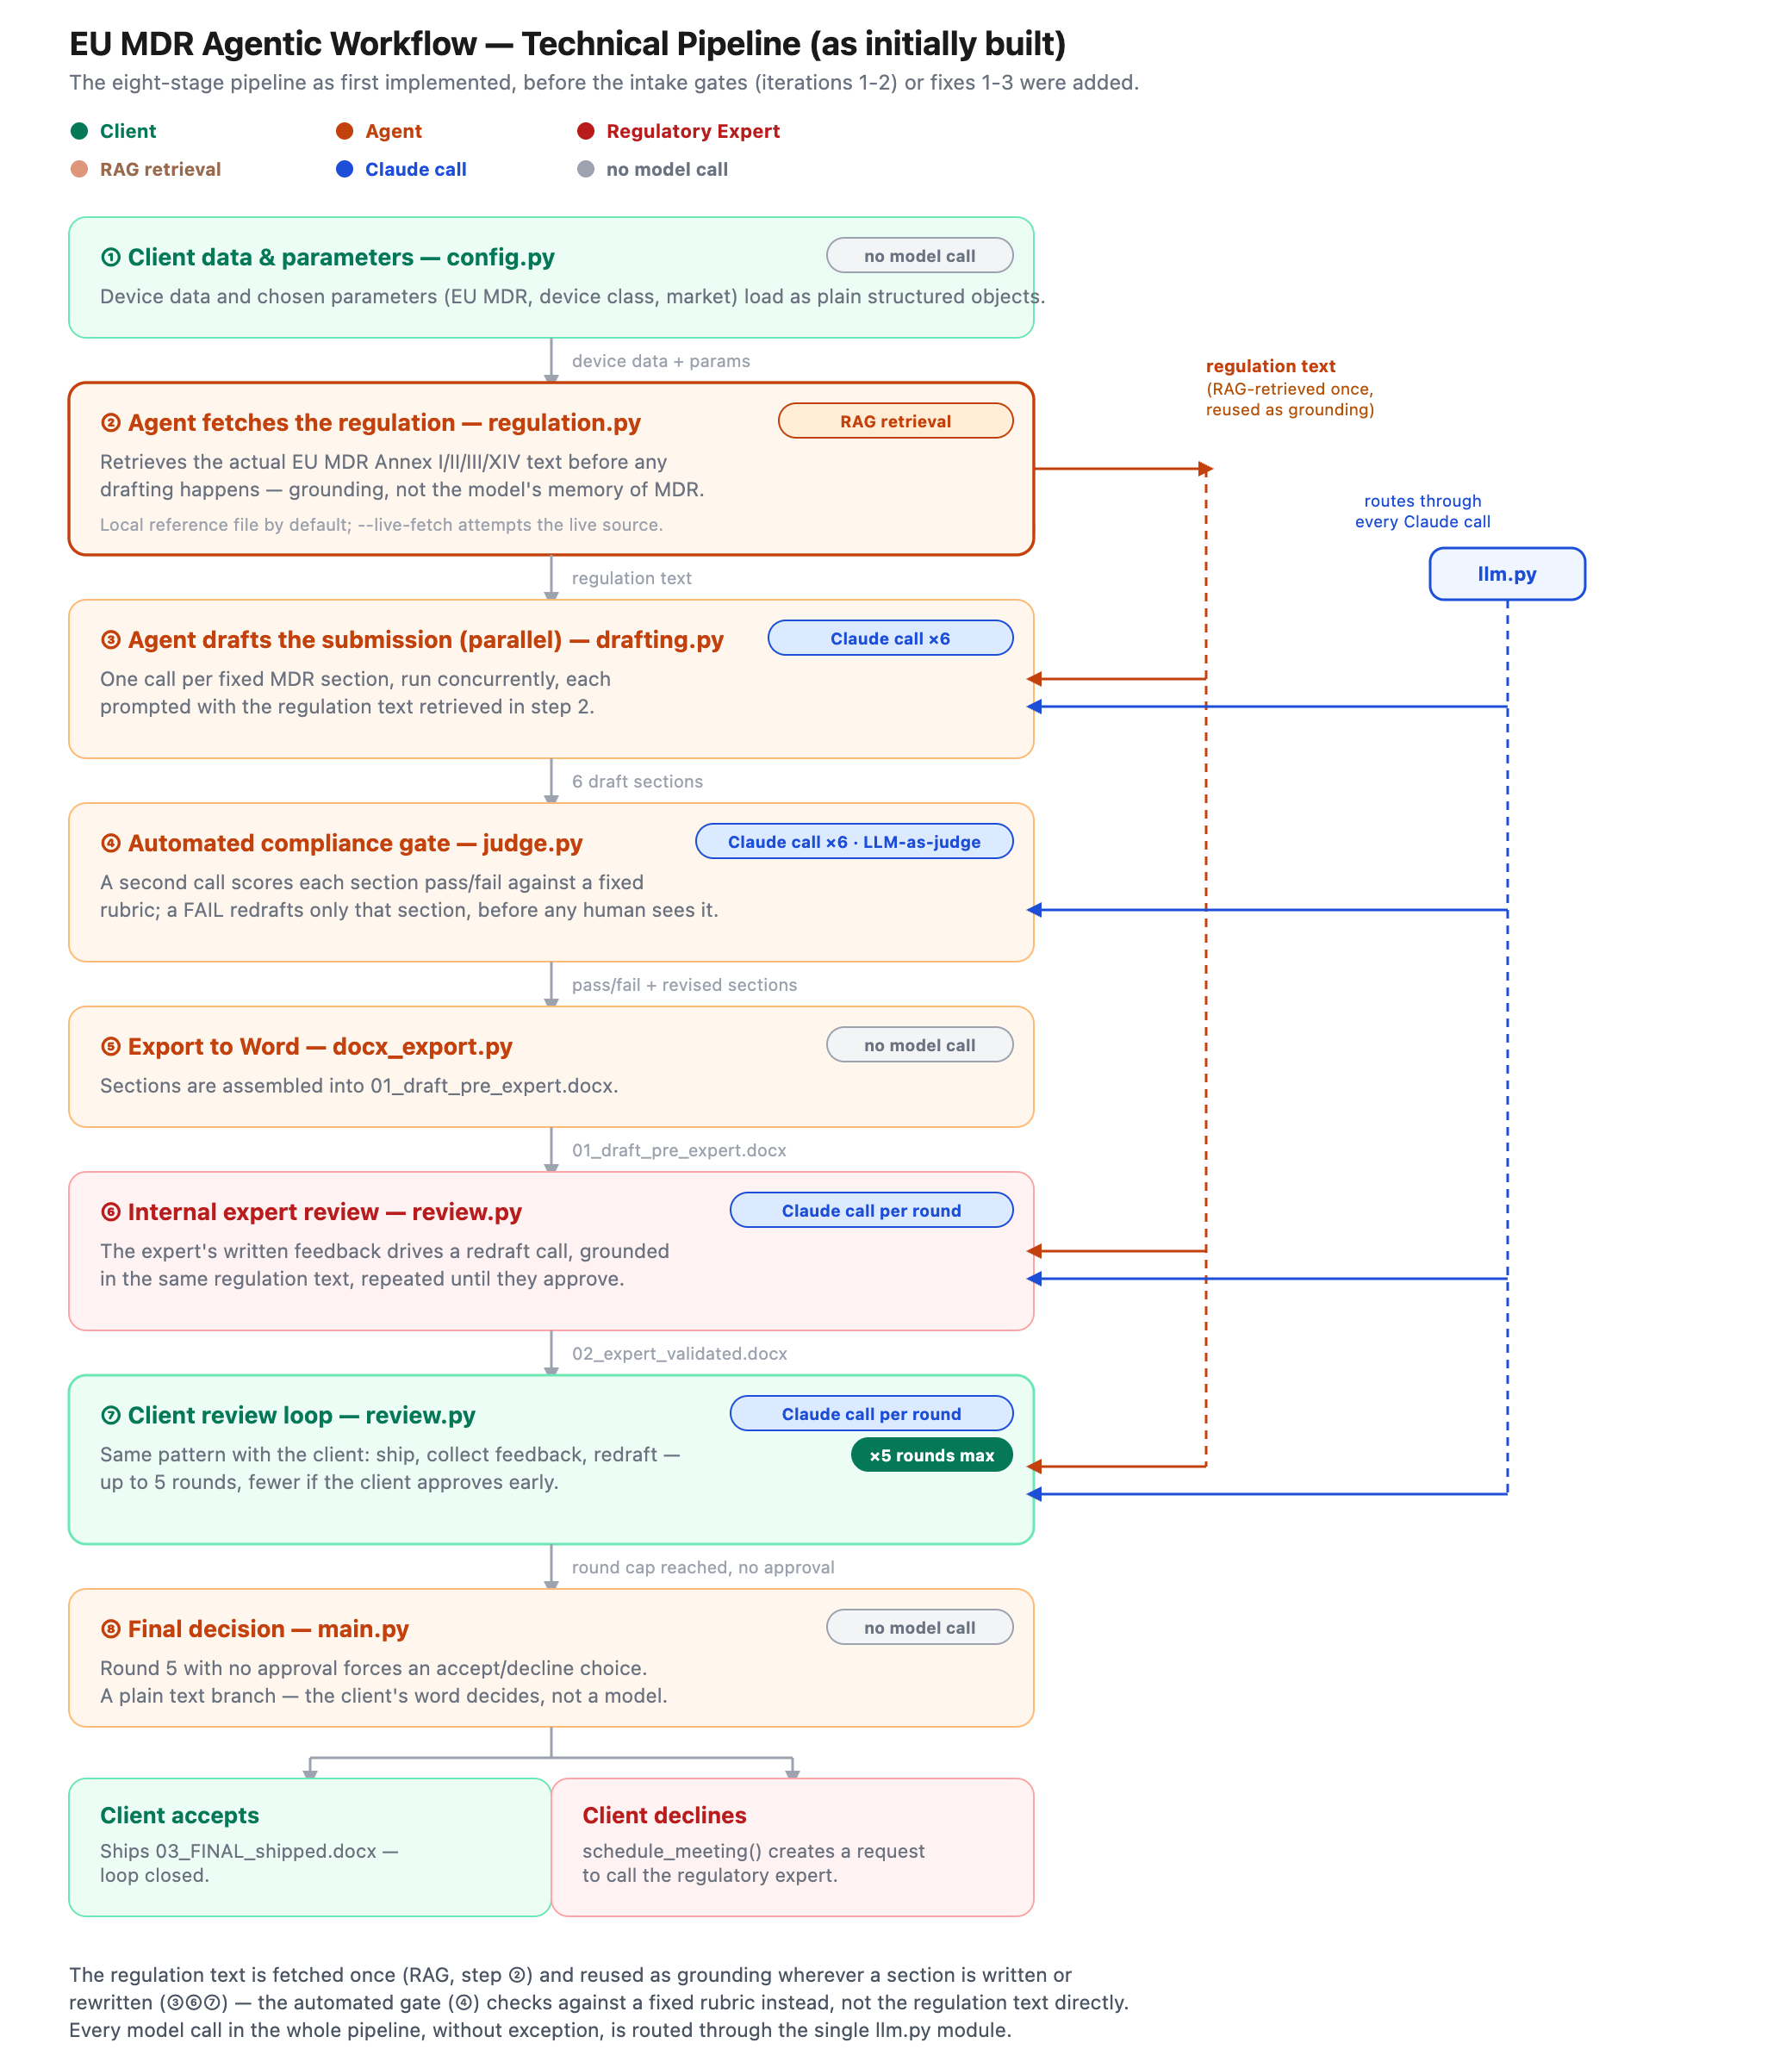 EU MDR Agentic Workflow — Technical Pipeline (as initially built)
The eight-stage pipeline as first implemented, before the intake gates (iterations 1-2) or fixes 1-3 were added.
Client
Agent
Regulatory Expert
RAG retrieval
Claude call
no model call
① Client data & parameters — config.py
no model call
Device data and chosen parameters (EU MDR, device class, market) load as plain structured objects.
device data + params
regulation text
(RAG-retrieved once,
reused as grounding)
② Agent fetches the regulation — regulation.py
RAG retrieval
Retrieves the actual EU MDR Annex I/II/III/XIV text before any
drafting happens — grounding, not the model's memory of MDR.
Local reference file by default; --live-fetch attempts the live source.
routes through
every Claude call
llm.py
regulation text
③ Agent drafts the submission (parallel) — drafting.py
Claude call ×6
One call per fixed MDR section, run concurrently, each
prompted with the regulation text retrieved in step 2.
6 draft sections
④ Automated compliance gate — judge.py
Claude call ×6 · LLM-as-judge
A second call scores each section pass/fail against a fixed
rubric; a FAIL redrafts only that section, before any human sees it.
pass/fail + revised sections
⑤ Export to Word — docx_export.py
no model call
Sections are assembled into 01_draft_pre_expert.docx.
01_draft_pre_expert.docx
⑥ Internal expert review — review.py
Claude call per round
The expert's written feedback drives a redraft call, grounded
in the same regulation text, repeated until they approve.
02_expert_validated.docx
⑦ Client review loop — review.py
Claude call per round
Same pattern with the client: ship, collect feedback, redraft —
×5 rounds max
up to 5 rounds, fewer if the client approves early.
round cap reached, no approval
⑧ Final decision — main.py
no model call
Round 5 with no approval forces an accept/decline choice.
A plain text branch — the client's word decides, not a model.
Client accepts
Ships 03_FINAL_shipped.docx —
loop closed.
Client declines
schedule_meeting() creates a request
to call the regulatory expert.
The regulation text is fetched once (RAG, step ②) and reused as grounding wherever a section is written or
rewritten (③⑥⑦) — the automated gate (④) checks against a fixed rubric instead, not the regulation text directly.
Every model call in the whole pipeline, without exception, is routed through the single llm.py module.